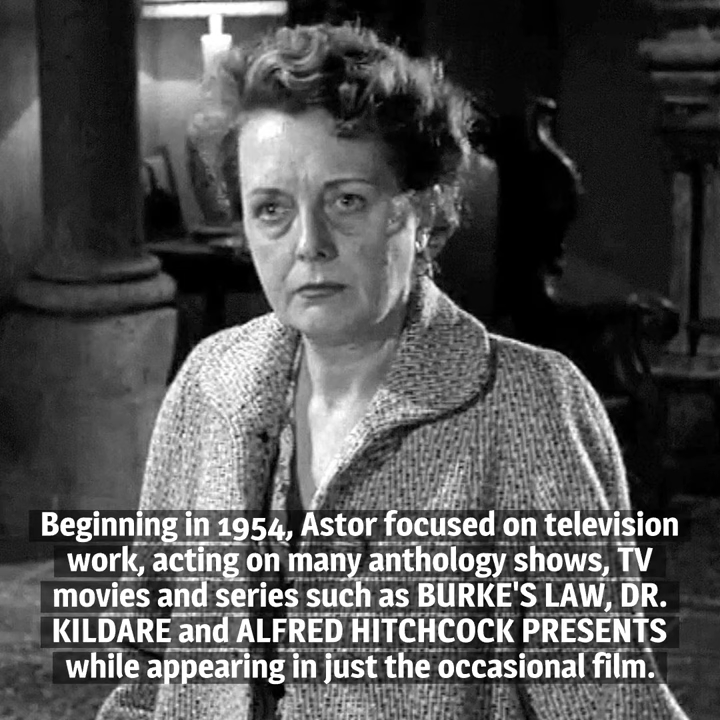 Beginning in 1954, Astor focused on television
work, acting on many anthology shows, TV
movies and series such as BURKE'S LAW, DR.
KILDARE and ALFRED HITCHCOCK PRESENTS
while appearing in just the occasional film.